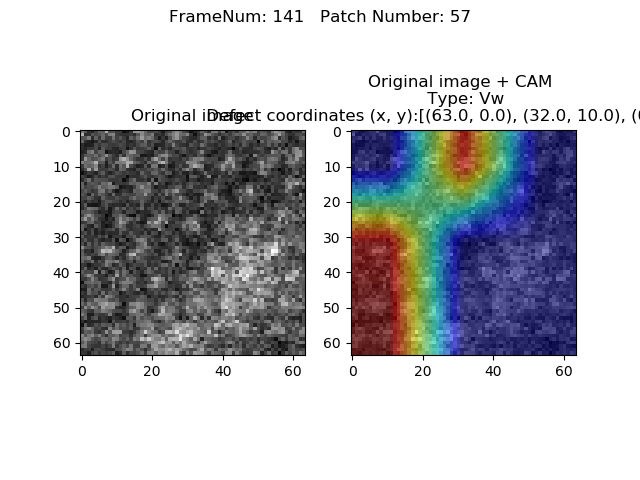 FrameNum: 141   Patch Number: 57
Original image + CAM
Type: Vw
Original image
Defect coordinates (x, y):[(63.0, 0.0), (32.0, 10.0), (
0
10
20
30
40
50
60
0 20 40 60
0
10
20
30
40
50
60
0 20 40 60